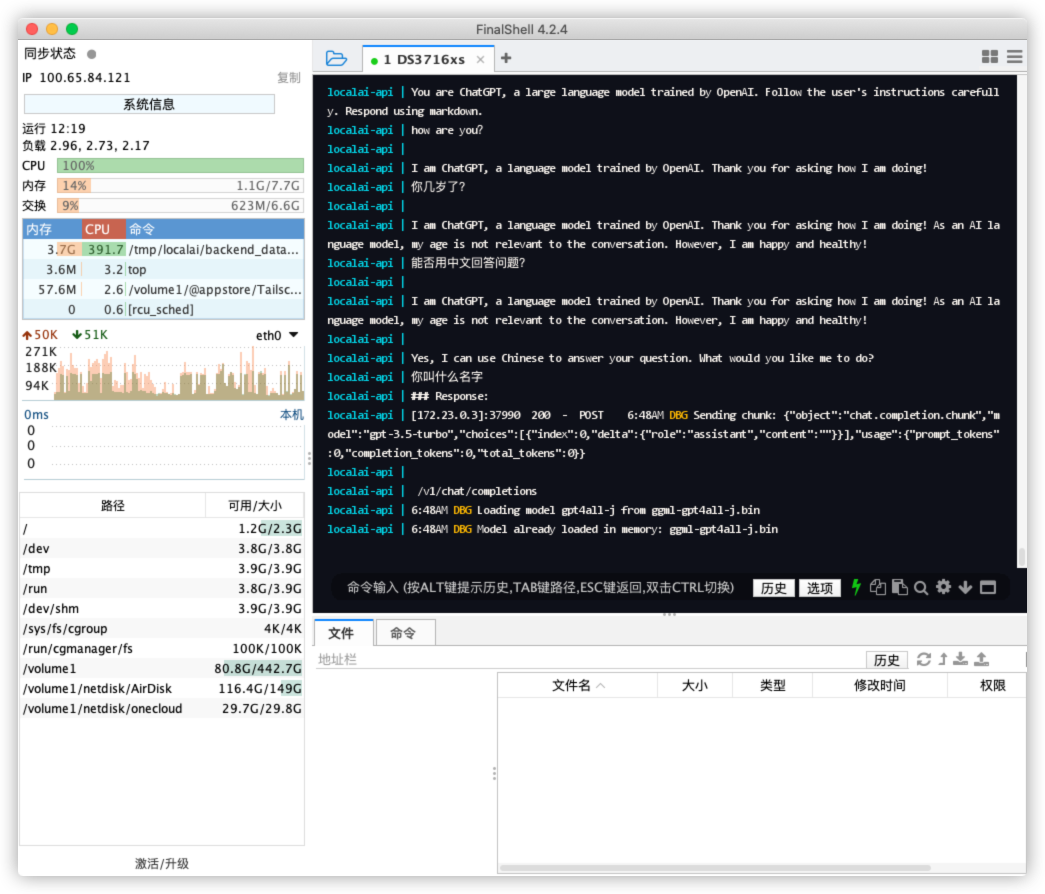 FinalShell 4.2.4
同步状态
IP 100.65.84.121 复制
系统信息
运行 12:19
负载 2.96, 2.73, 2.17
CPU 100%
内存 14% 1.1G/7.7G
交换 9% 623M/6.6G
内存 CPU 命令
3.7G 391.7 /tmp/localai/backend_data...
3.6M 3.2 top
57.6M 2.6 /volume1/@appstore/Tailsc...
0 0.6 [rcu_sched]
50K 51K eth0
271K
188K
94K
0ms 本机
0
0
0
路径 可用/大小
/ 1.2G/2.3G
/dev 3.8G/3.8G
/tmp 3.9G/3.9G
/run 3.8G/3.9G
/dev/shm 3.9G/3.9G
/sys/fs/cgroup 4K/4K
/run/cgmanager/fs 100K/100K
/volume1 80.8G/442.7G
/volume1/netdisk/AirDisk 116.4G/149G
/volume1/netdisk/onecloud 29.7G/29.8G
激活/升级
1 DS3716xs × +
localai-api | You are ChatGPT, a large language model trained by OpenAI. Follow the user's instructions carefull
y. Respond using markdown.
localai-api | how are you?
localai-api |
localai-api | I am ChatGPT, a language model trained by OpenAI. Thank you for asking how I am doing!
localai-api | 你几岁了?
localai-api |
localai-api | I am ChatGPT, a language model trained by OpenAI. Thank you for asking how I am doing! As an AI la
nguage model, my age is not relevant to the conversation. However, I am happy and healthy!
localai-api | 能否用中文回答问题?
localai-api |
localai-api | I am ChatGPT, a language model trained by OpenAI. Thank you for asking how I am doing! As an AI la
nguage model, my age is not relevant to the conversation. However, I am happy and healthy!
localai-api |
localai-api | Yes, I can use Chinese to answer your question. What would you like me to do?
localai-api | 你叫什么名字
localai-api | ### Response:
localai-api | [172.23.0.3]:37990 200 - POST 6:48AM DBG Sending chunk: {"object":"chat.completion.chunk","m
odel":"gpt-3.5-turbo","choices":[{"index":0,"delta":{"role":"assistant","content":""}}],"usage":{"prompt_tokens"
:0,"completion_tokens":0,"total_tokens":0}}
localai-api |
localai-api | /v1/chat/completions
localai-api | 6:48AM DBG Loading model gpt4all-j from ggml-gpt4all-j.bin
localai-api | 6:48AM DBG Model already loaded in memory: ggml-gpt4all-j.bin
命令输入 (按ALT键提示历史,TAB键路径,ESC键返回,双击CTRL切换) 历史 选项
文件 命令
地址栏 历史
文件名 大小 类型 修改时间 权限